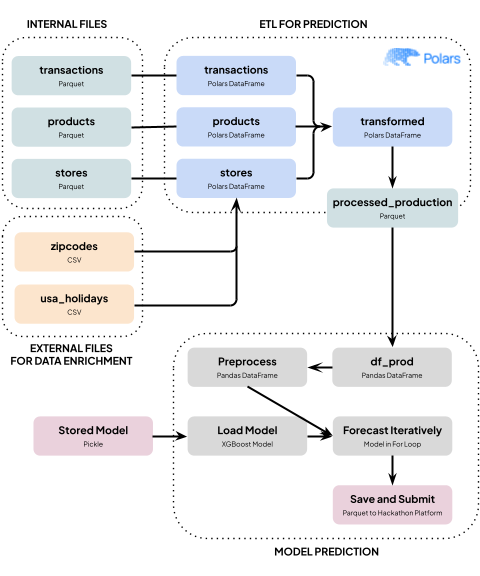 INTERNAL FILES
ETL FOR PREDICTION
Polars
transactions
Parquet
transactions
Polars DataFrame
products
Parquet
products
Polars DataFrame
transformed
Polars DataFrame
stores
Parquet
stores
Polars DataFrame
processed_production
Parquet
zipcodes
CSV
usa_holidays
CSV
EXTERNAL FILES
FOR DATA ENRICHMENT
Preprocess
Pandas DataFrame
df_prod
Pandas DataFrame
Stored Model
Pickle
Load Model
XGBoost Model
Forecast Iteratively
Model in For Loop
Save and Submit
Parquet to Hackathon Platform
MODEL PREDICTION